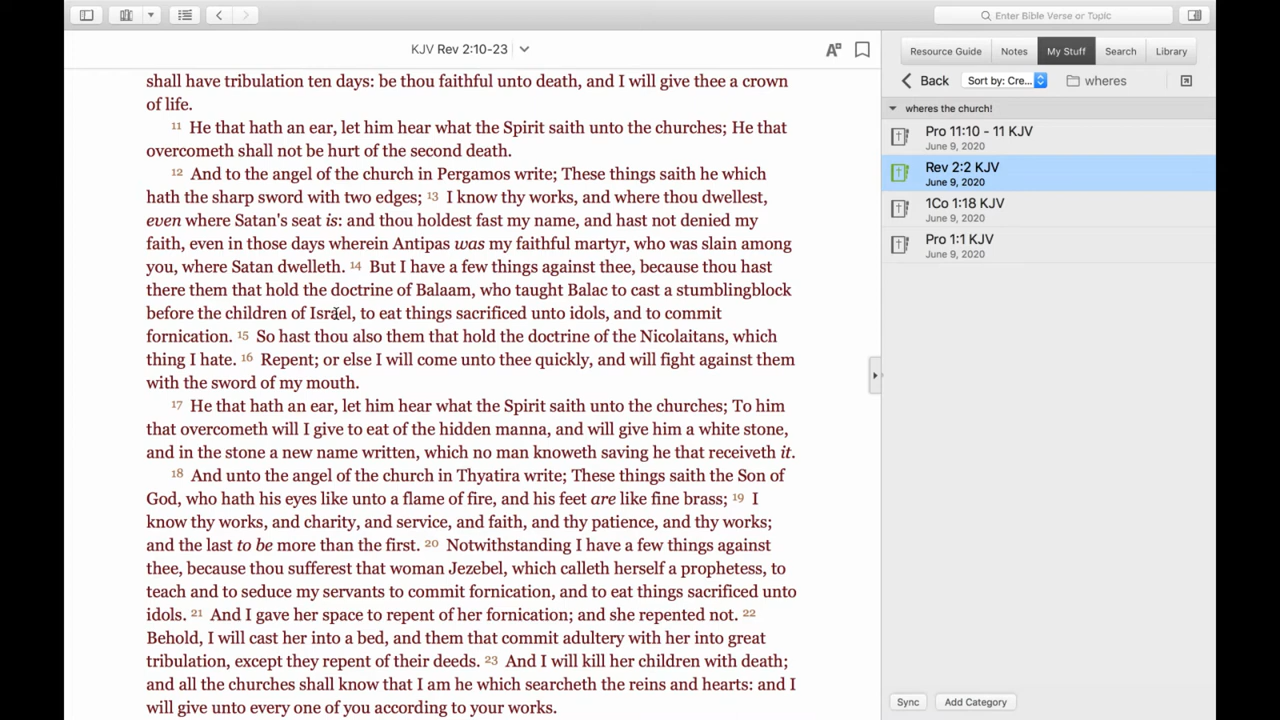 Enter Bible Verse or Topic
KJV Rev 2:10-23
A
shall have tribulation ten days: be thou faithful unto death, and I will give thee a crown
of life.
11 He that hath an ear, let him hear what the Spirit saith unto the churches; He that
overcometh shall not be hurt of the second death.
12 And to the angel of the church in Pergamos write; These things saith he which
hath the sharp sword with two edges; 13 I know thy works, and where thou dwellest,
even where Satan's seat is: and thou holdest fast my name, and hast not denied my
faith, even in those days wherein Antipas was my faithful martyr, who was slain among
you, where Satan dwelleth. 14 But I have a few things against thee, because thou hast
there them that hold the doctrine of Balaam, who taught Balac to cast a stumblingblock
before the children of Israel, to eat things sacrificed unto idols, and to commit
fornication. 15 So hast thou also them that hold the doctrine of the Nicolaitans, which
thing I hate. 16 Repent; or else I will come unto thee quickly, and will fight against them
with the sword of my mouth.
17 He that hath an ear, let him hear what the Spirit saith unto the churches; To him
that overcometh will I give to eat of the hidden manna, and will give him a white stone,
and in the stone a new name written, which no man knoweth saving he that receiveth it.
18 And unto the angel of the church in Thyatira write; These things saith the Son of
God, who hath his eyes like unto a flame of fire, and his feet are like fine brass; 19 I
know thy works, and charity, and service, and faith, and thy patience, and thy works;
and the last to be more than the first. 20 Notwithstanding I have a few things against
thee, because thou sufferest that woman Jezebel, which calleth herself a prophetess, to
teach and to seduce my servants to commit fornication, and to eat things sacrificed unto
idols. 21 And I gave her space to repent of her fornication; and she repented not. 22
Behold, I will cast her into a bed, and them that commit adultery with her into great
tribulation, except they repent of their deeds. 23 And I will kill her children with death;
and all the churches shall know that I am he which searcheth the reins and hearts: and I
will give unto every one of you according to your works.
Resource Guide Notes My Stuff Search Library
Back Sort by: Cre... wheres
wheres the church!
Pro 11:10 - 11 KJV
June 9, 2020
Rev 2:2 KJV
June 9, 2020
1Co 1:18 KJV
June 9, 2020
Pro 1:1 KJV
June 9, 2020
Sync Add Category